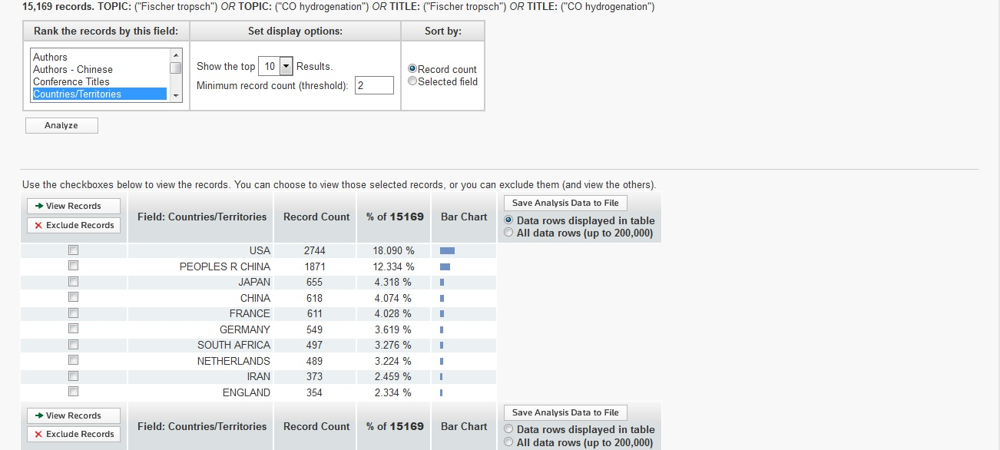 15,169 records. TOPIC: ("Fischer tropsch") OR TOPIC: ("CO hydrogenation") OR TITLE: ("Fischer tropsch") OR TITLE: ("CO hydrogenation")
Rank the records by this field: Set display options: Sort by:
Authors
Authors - Chinese
Conference Titles
Countries/Territories
Show the top 10 Results.
Minimum record count (threshold): 2
Record count
Selected field
Analyze
Use the checkboxes below to view the records. You can choose to view those selected records, or you can exclude them (and view the others).
View Records
Exclude Records
Field: Countries/Territories Record Count % of 15169 Bar Chart
Save Analysis Data to File
Data rows displayed in table
All data rows (up to 200,000)
USA 2744 18.090 %
PEOPLES R CHINA 1871 12.334 %
JAPAN 655 4.318 %
CHINA 618 4.074 %
FRANCE 611 4.028 %
GERMANY 549 3.619 %
SOUTH AFRICA 497 3.276 %
NETHERLANDS 489 3.224 %
IRAN 373 2.459 %
ENGLAND 354 2.334 %
View Records
Exclude Records
Field: Countries/Territories Record Count % of 15169 Bar Chart
Save Analysis Data to File
Data rows displayed in table
All data rows (up to 200,000)